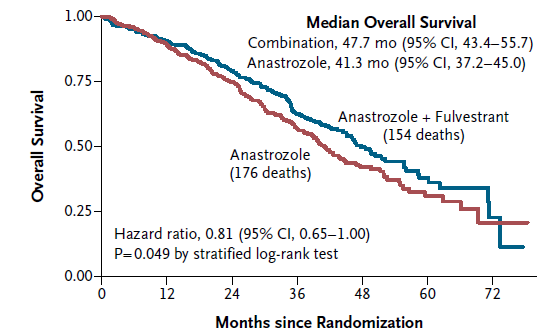 1.00
Median Overall Survival
Combination, 47.7 mo (95% CI, 43.4–55.7)
Anastrozole, 41.3 mo (95% CI, 37.2–45.0)
0.75
Anastrozole + Fulvestrant
(154 deaths)
0.50
Anastrozole
(176 deaths)
0.25
Hazard ratio, 0.81 (95% CI, 0.65–1.00)
P=0.049 by stratified log-rank test
0.00
Overall Survival
0 12 24 36 48 60 72
Months since Randomization